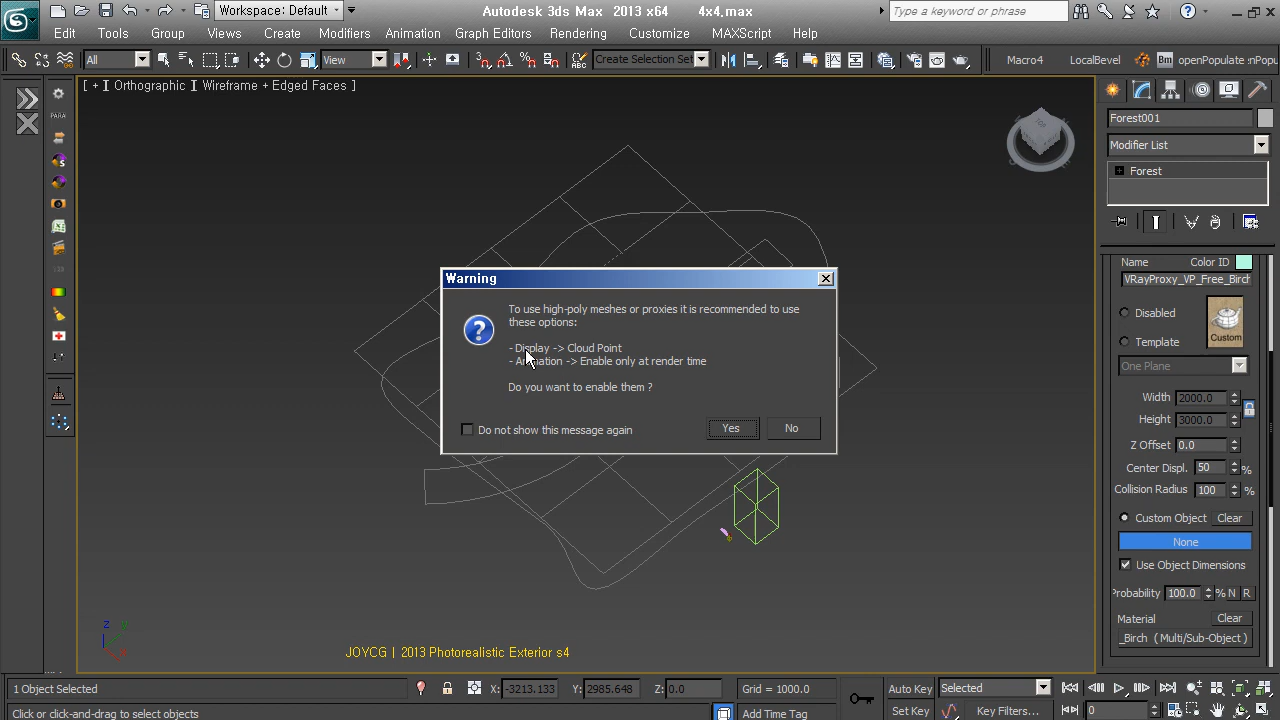 Workspace: Default
Autodesk 3ds Max 2013 x64 4x4.max
Type a keyword or phrase
Edit Tools Group Views Create Modifiers Animation Graph Editors Rendering Customize MAXScript Help
All
View
Create Selection Set
Macro4 LocalBevel Bm openPopulate nPopu
[ + ] Orthographic ] Wireframe + Edged Faces ]
PARA
Forest001
Modifier List
Forest
Warning
To use high-poly meshes or proxies it is recommended to use
these options:
- Display -> Cloud Point
- Animation -> Enable only at render time
Do you want to enable them ?
Do not show this message again
Yes
No
Name Color ID
VRayProxy_VP_Free_Birch
Disabled
Template
Custom
One Plane
Width 2000.0
Height 3000.0
Z Offset 0.0
Center Displ. 50 %
Collision Radius 100 %
Custom Object Clear
None
Use Object Dimensions
Probability 100.0 % N R
Material Clear
_Birch ( Multi/Sub-Object )
z
JOYCG | 2013 Photorealistic Exterior s4
1 Object Selected
X: -3213.133 Y: 2985.648 Z: 0.0
Grid = 1000.0
Auto Key Selected
Click or click-and-drag to select objects
Add Time Tag
Set Key Key Filters...
0